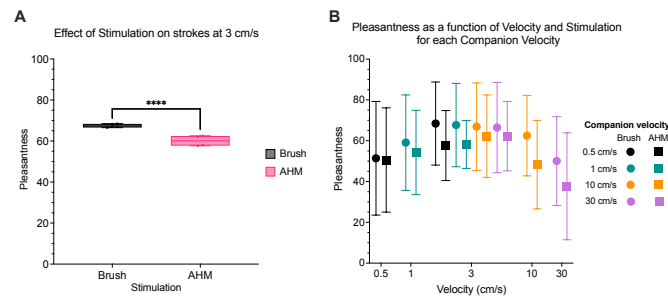 A
Effect of Stimulation on strokes at 3 cm/s
Pleasantness
100
80
60
40
20
0
****
Brush
AHM
Stimulation
Brush
AHM
B
Pleasantness as a function of Velocity and Stimulation
for each Companion Velocity
Pleasantness
100
80
60
40
20
0
0.5 1 3 10 30
Velocity (cm/s)
Companion velocity
Brush AHM
0.5 cm/s
1 cm/s
10 cm/s
30 cm/s